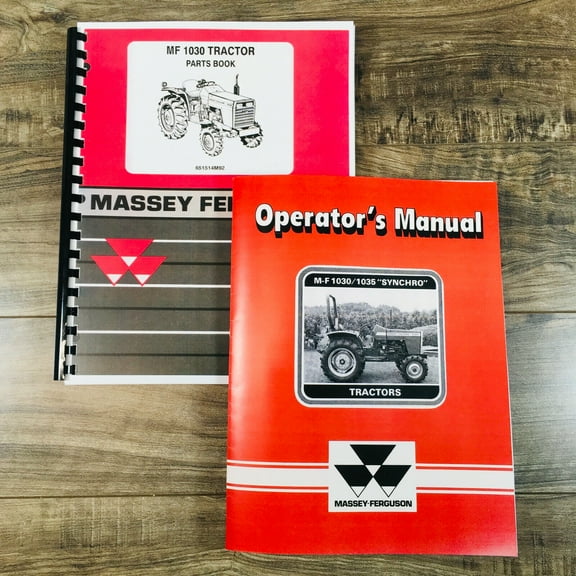 MF 1030 TRACTOR
PARTS BOOK
651514M92
MASSEY FER
Operator's Manual
M-F 1030/1035 "SYNCHRO"
TRACTORS
MASSEY-FERGUSON